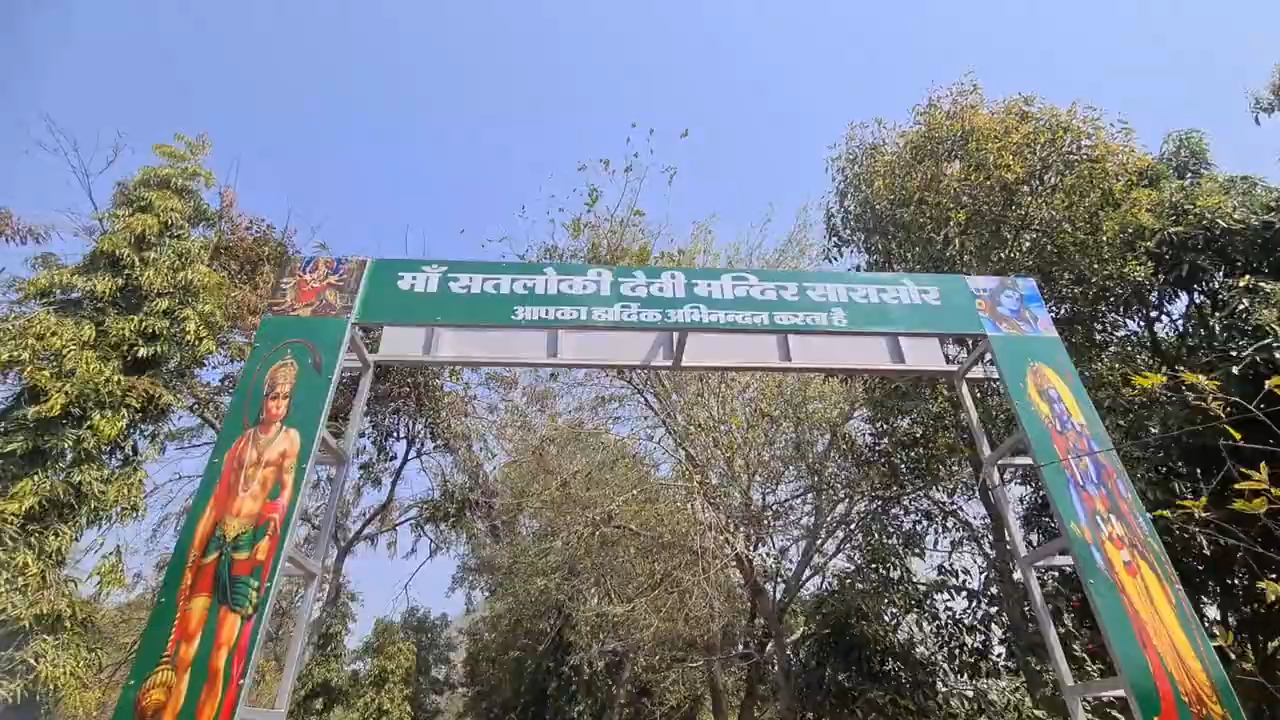 माँ सतलोकी देवी मन्दिर सारासोर
आपका हार्दिक अभिनन्दन करता है